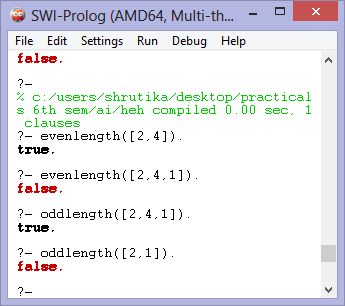 SWI-Prolog (AMD64, Multi-th...
File Edit Settings Run Debug Help
false.
?-
% c:/users/shrutika/desktop/practical
s 6th sem/ai/heh compiled 0.00 sec, 1
clauses
?- evenlength([2,4]).
true.
?- evenlength([2,4,1]).
false.
?- oddlength([2,4,1]).
true.
?- oddlength([2,1]).
false.
?-